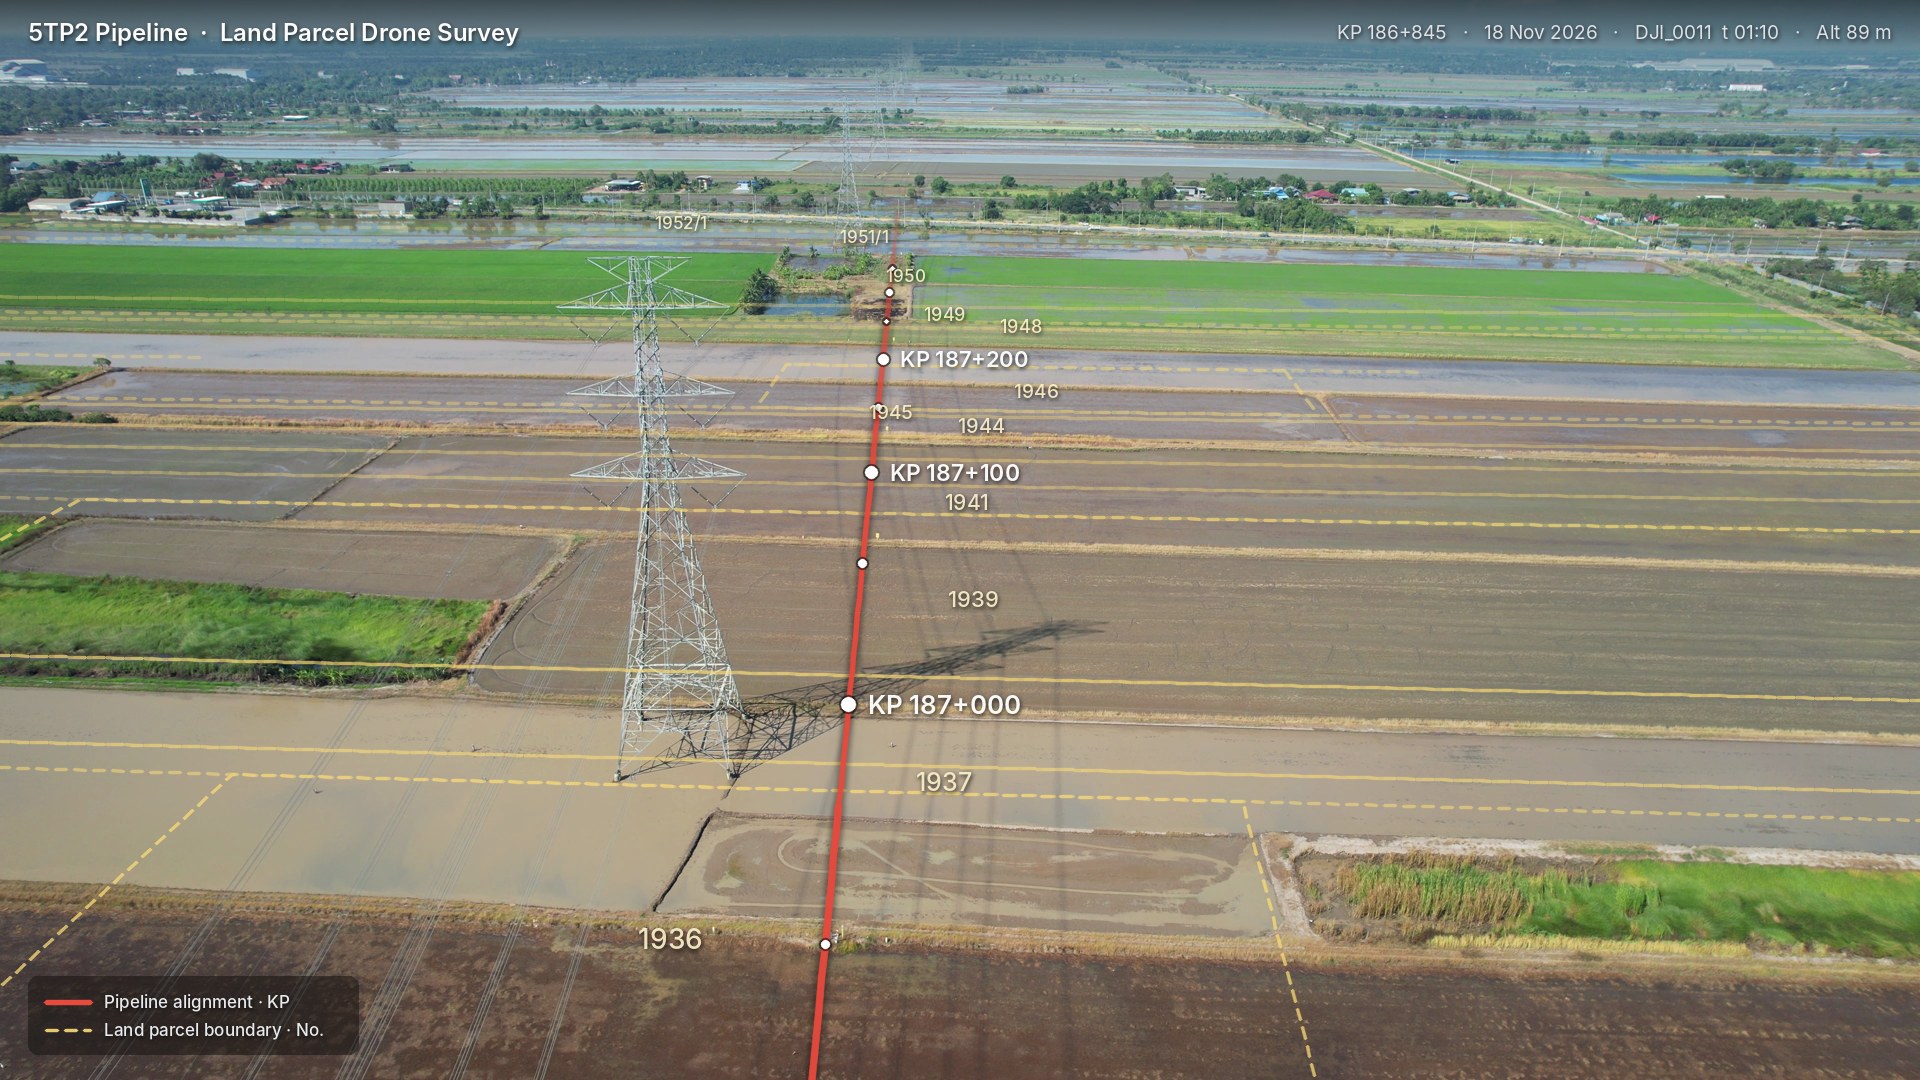 5TP2 Pipeline · Land Parcel Drone Survey
KP 186+845 · 18 Nov 2026 · DJI_0011 t 01:10 · Alt 89 m
1952/1
1951/1
1950
1949
1948
KP 187+200
1946
1945
1944
KP 187+100
1941
1939
KP 187+000
1937
1936
Pipeline alignment · KP
Land parcel boundary · No.